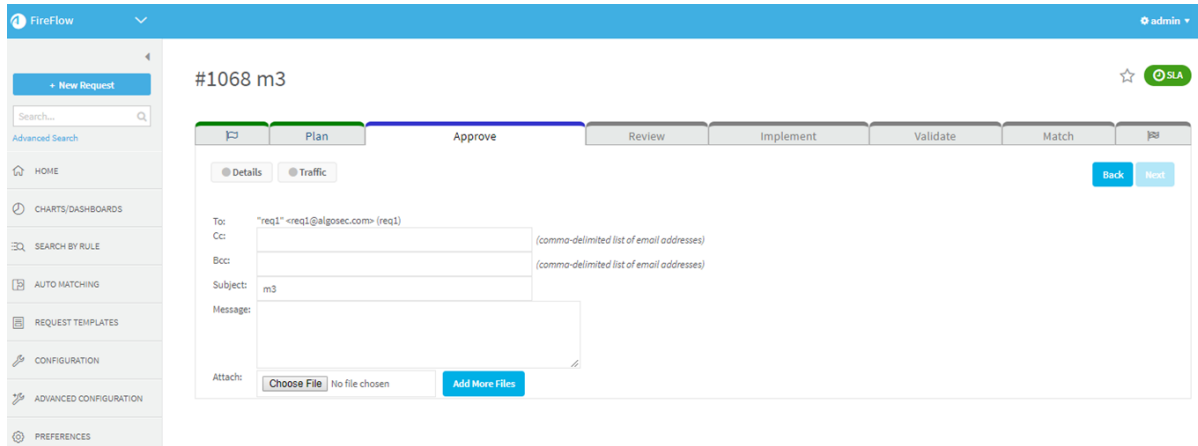 FireFlow
admin
+ New Request
Search...
Advanced Search
HOME
CHARTS/DASHBOARDS
SEARCH BY RULE
AUTO MATCHING
REQUEST TEMPLATES
CONFIGURATION
ADVANCED CONFIGURATION
PREFERENCES
#1068 m3
SLA
Plan Approve Review Implement Validate Match
Details Traffic Back Next
To: "req1" <req1@algosec.com> (req1)
Cc: (comma-delimited list of email addresses)
Bcc: (comma-delimited list of email addresses)
Subject: m3
Message:
Attach: Choose File No file chosen Add More Files